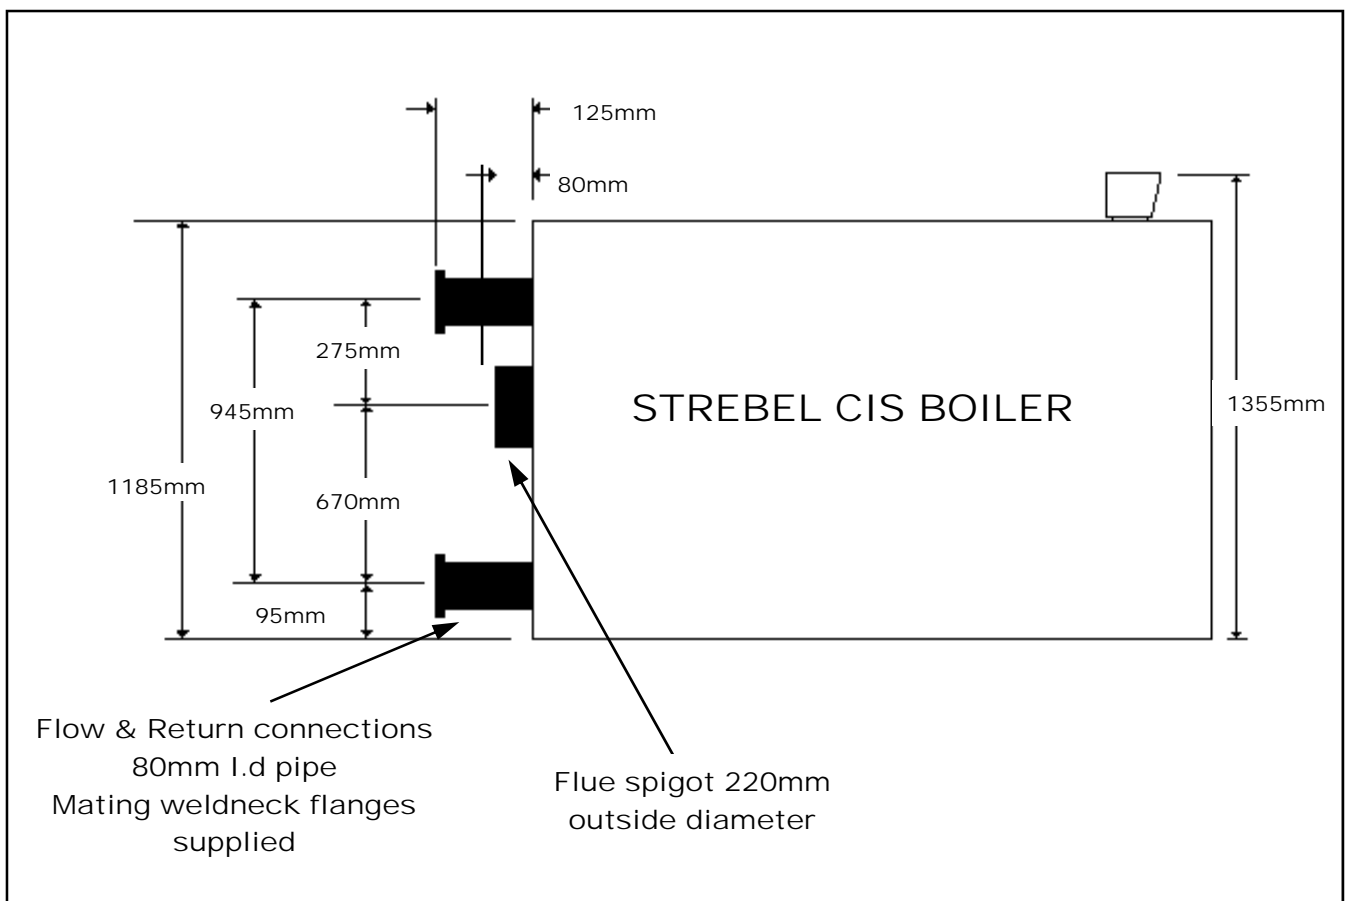 125mm
80mm
275mm
945mm
STREBEL CIS BOILER
1355mm
1185mm
670mm
95mm
Flow & Return connections
80mm I.d pipe
Mating weldneck flanges
supplied
Flue spigot 220mm
outside diameter